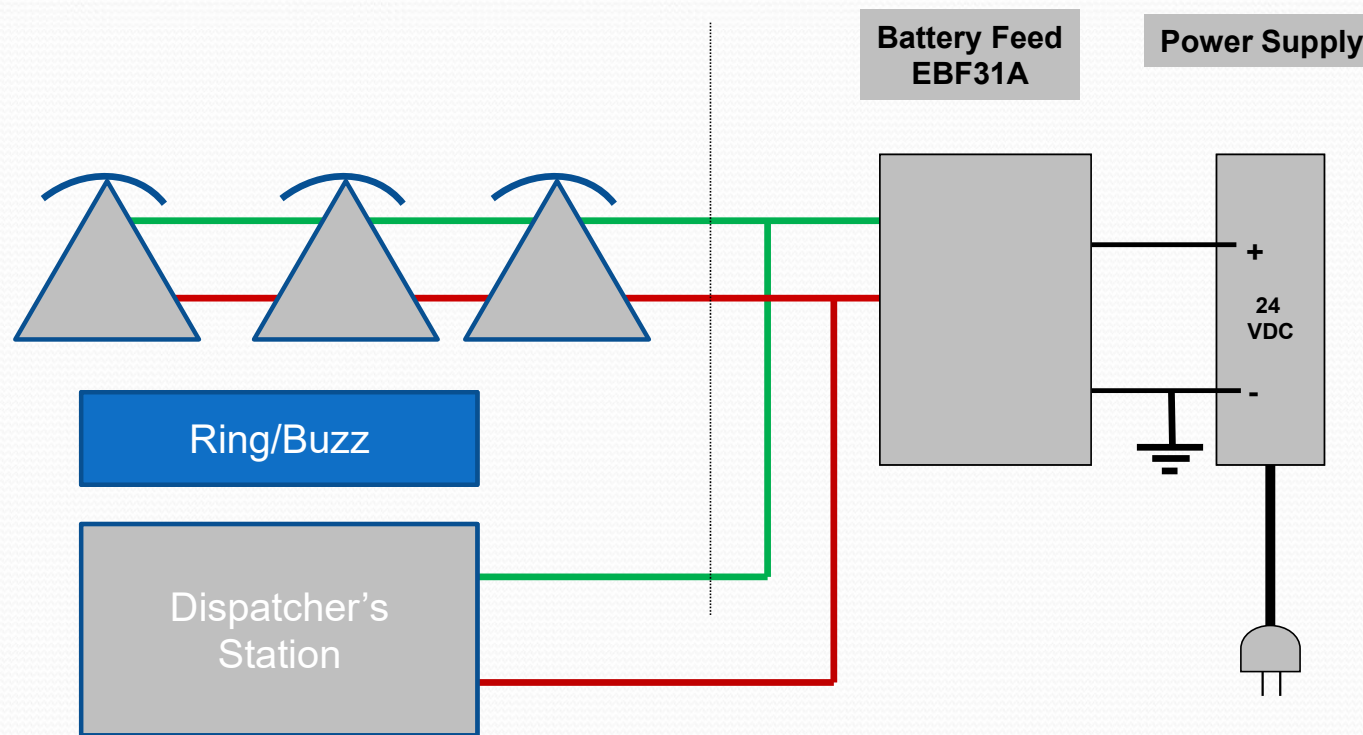 Battery Feed
EBF31A
Power Supply
+
24
VDC
-
Ring/Buzz
Dispatcher’s
Station